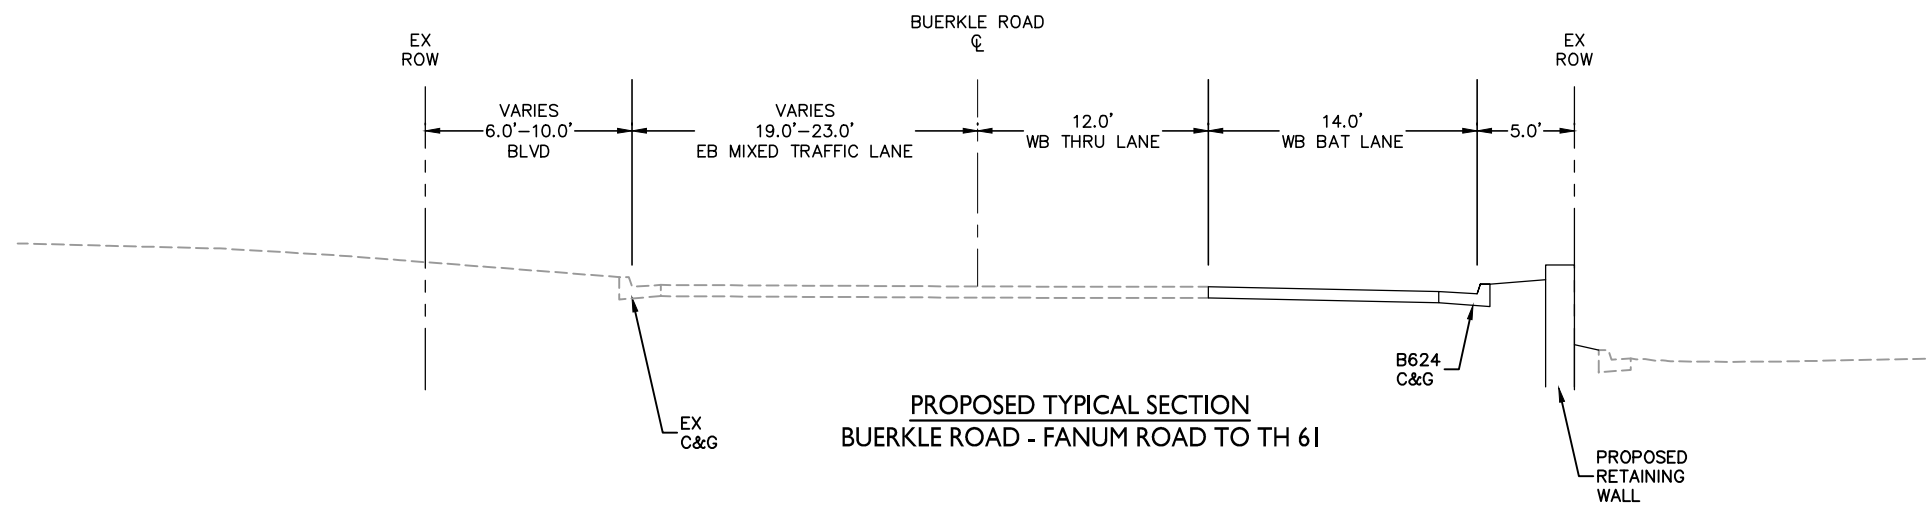 BUERKLE ROAD
℄
EX
ROW
EX
ROW
VARIES
6.0'-10.0'
BLVD
VARIES
19.0'-23.0'
EB MIXED TRAFFIC LANE
12.0'
WB THRU LANE
14.0'
WB BAT LANE
5.0'
B624
C&G
EX
C&G
PROPOSED TYPICAL SECTION
BUERKLE ROAD - FANUM ROAD TO TH 61
PROPOSED
RETAINING
WALL